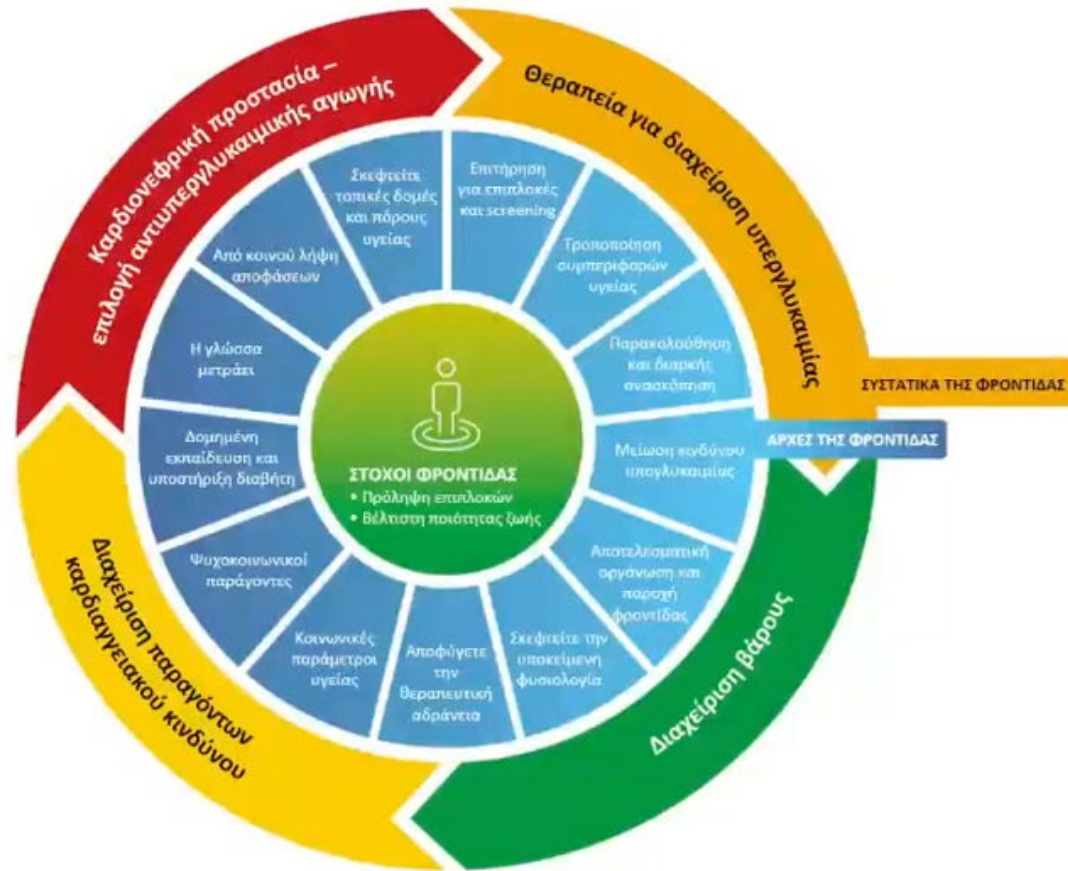 Καρδιονεφρική προστασία –
επιλογή αντιυπεργλυκαιμικής αγωγής
Θεραπεία για διαχείριση υπεργλυκαιμίας
ΣΥΣΤΑΤΙΚΑ ΤΗΣ ΦΡΟΝΤΙΔΑΣ
ΑΡΧΕΣ ΤΗΣ ΦΡΟΝΤΙΔΑΣ
Διαχείριση βάρους
Διαχείριση παραγόντων
καρδιαγγειακού κινδύνου
Επιτήρηση
για επιπλοκές
και screening
Τροποποίηση
συμπεριφορών
υγείας
Παρακολούθηση
και διαρκής
ανασκόπηση
Μείωση κινδύνου
υπογλυκαιμίας
Αποτελεσματική
οργάνωση και
παροχή
φροντίδας
Σκεφτείτε την
υποκείμενη
φυσιολογία
Αποφύγετε
την
θεραπευτική
αδράνεια
Κοινωνικές
παράμετροι
υγείας
Ψυχοκοινωνικοί
παράγοντες
Δομημένη
εκπαίδευση και
υποστήριξη διαβήτη
Η γλώσσα
μετράει
Από κοινού λήψη
αποφάσεων
Σκεφτείτε
τοπικές δομές
και πόρους
υγείας
ΣΤΟΧΟΙ ΦΡΟΝΤΙΔΑΣ
• Πρόληψη επιπλοκών
• Βέλτιστη ποιότητας ζωής